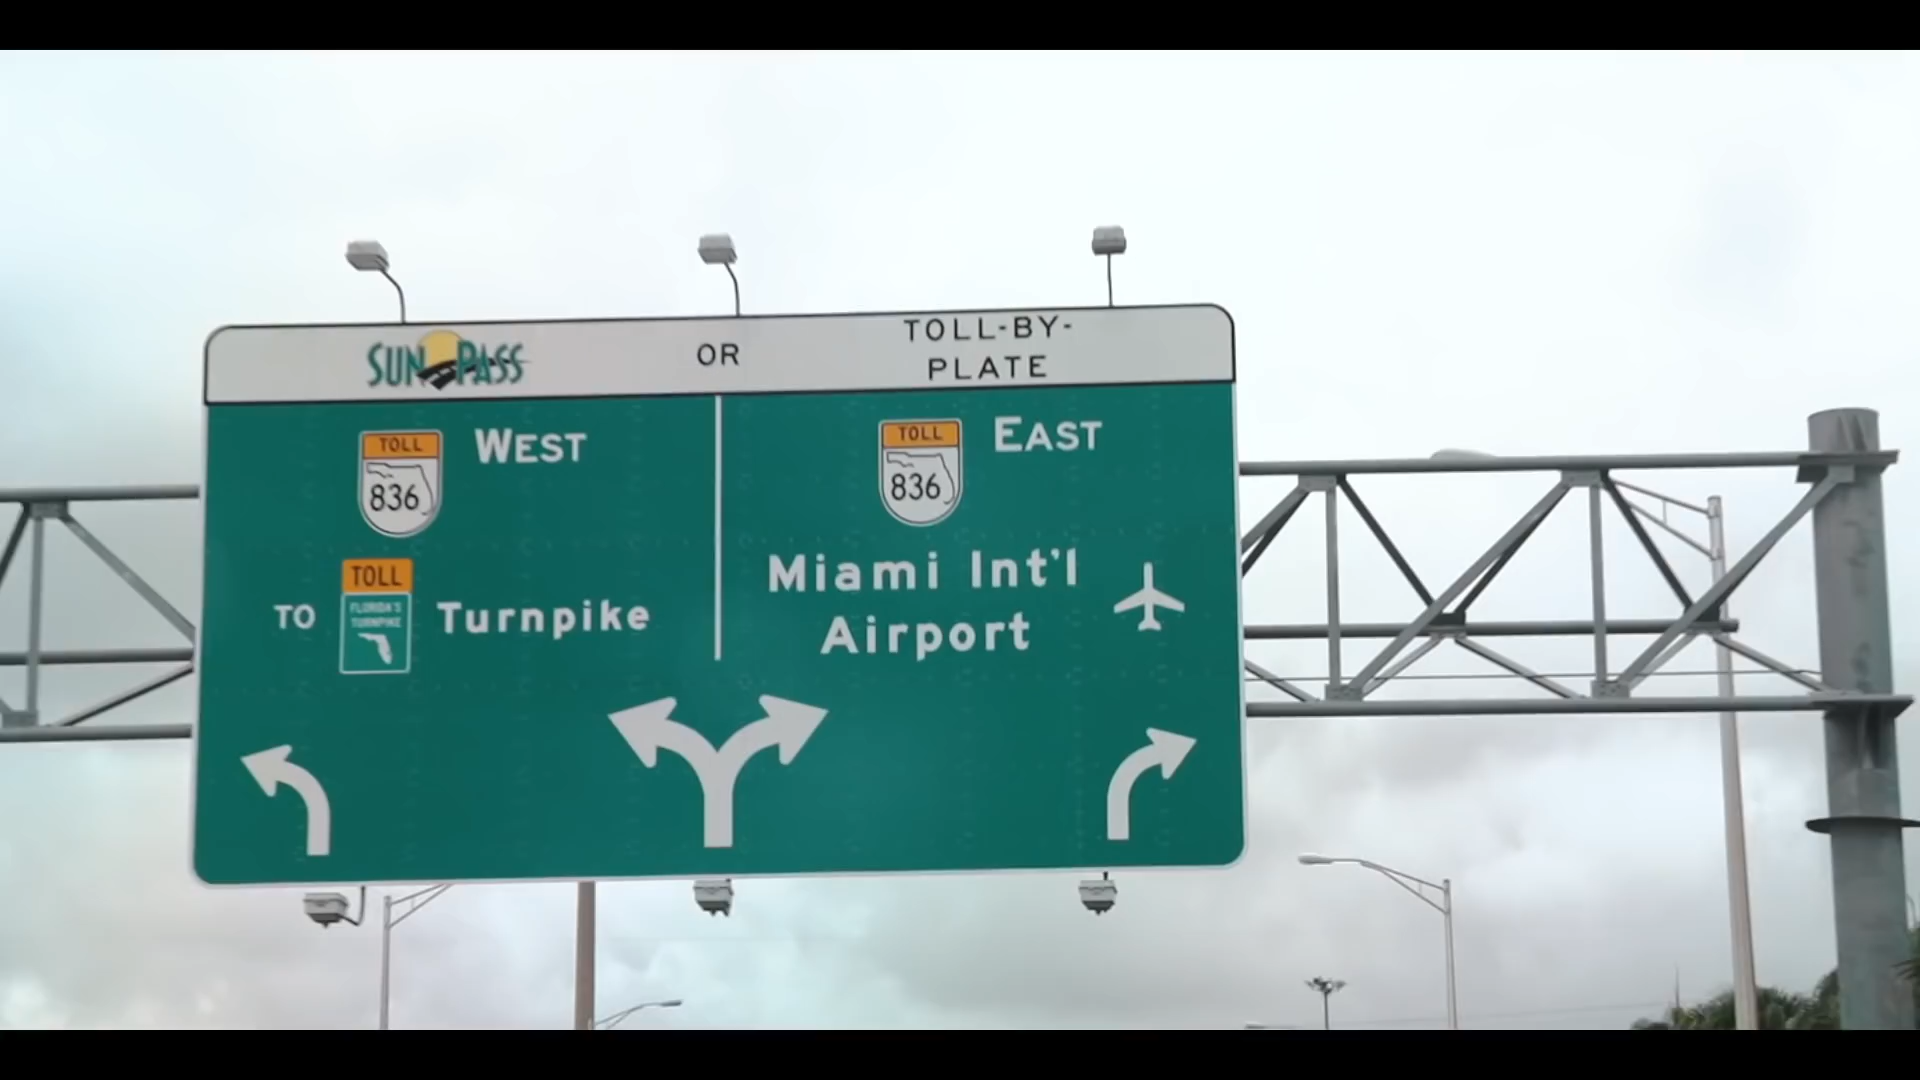 SUNPASS OR TOLL-BY-
PLATE
TOLL
836
WEST
TO
TOLL
FLORIDA'S
TURNPIKE
Turnpike
TOLL
836
EAST
Miami Int'l
Airport